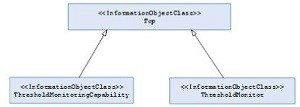 <<InformationObjectClass>>
Top
<<InformationObjectClass>>
ThresholdMonitoringCapability
<<InformationObjectClass>>
ThresholdMonitor